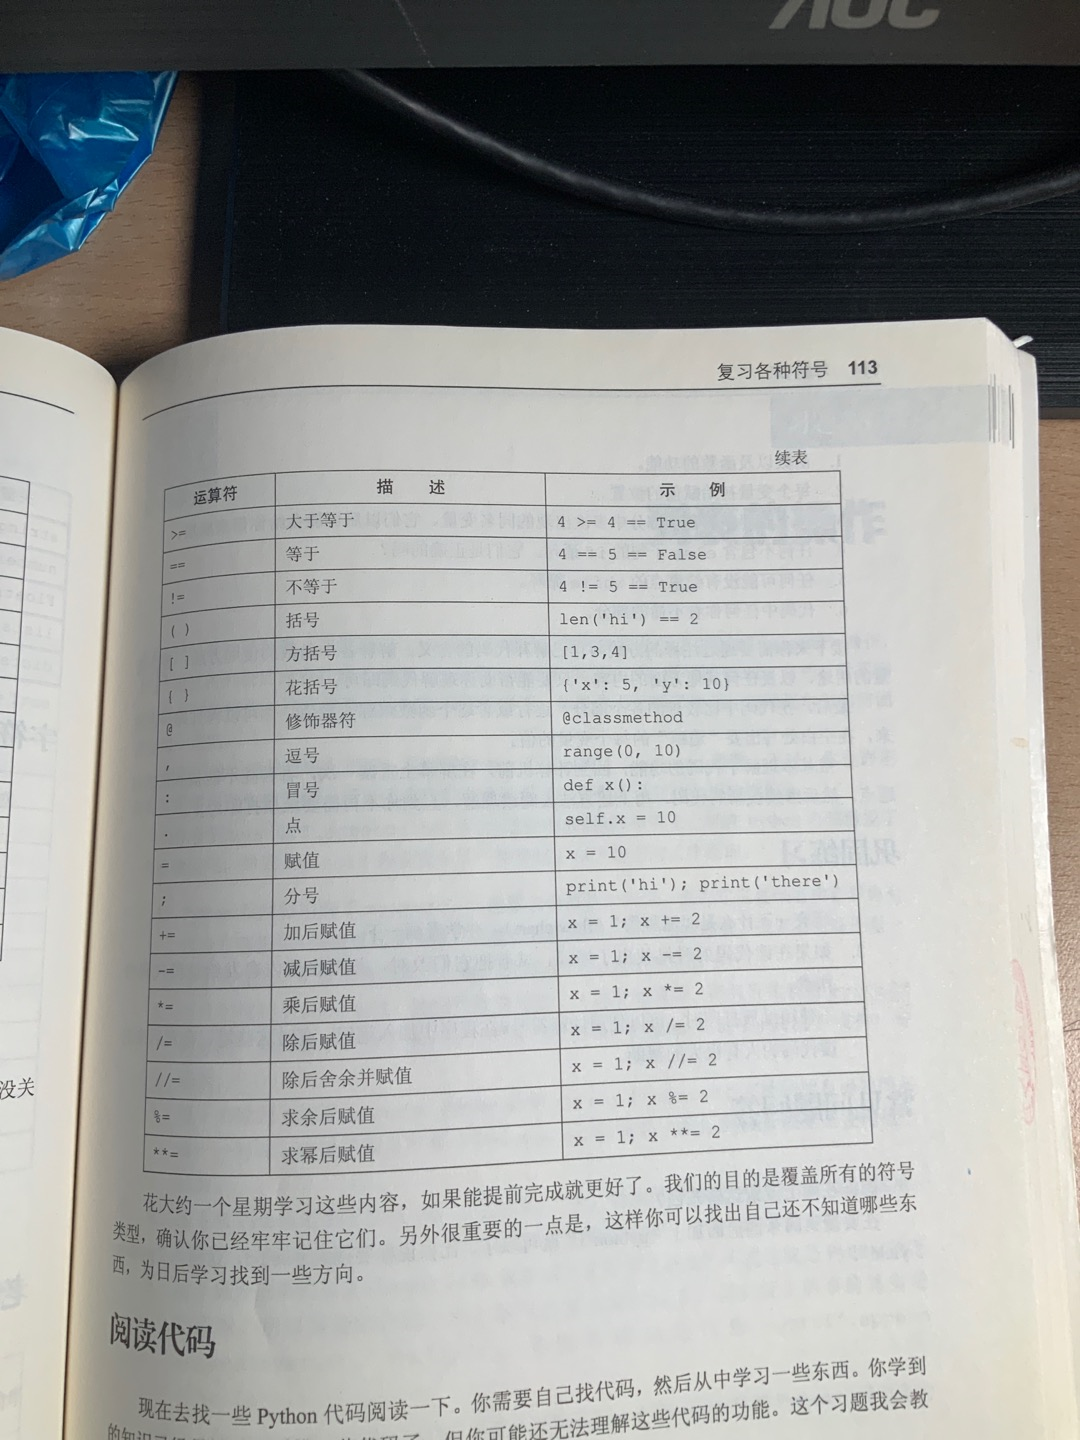 AOC
复习各种符号 113
续表
运算符 描 述 示 例
>= 大于等于 4 >= 4 == True
== 等于 4 == 5 == False
!= 不等于 4 != 5 == True
( ) 括号 len('hi') == 2
[ ] 方括号 [1,3,4]
{ } 花括号 {'x': 5, 'y': 10}
@ 修饰器符 @classmethod
, 逗号 range(0, 10)
: 冒号 def x():
. 点 self.x = 10
= 赋值 x = 10
; 分号 print('hi'); print('there')
+= 加后赋值 x = 1; x += 2
-= 减后赋值 x = 1; x -= 2
*= 乘后赋值 x = 1; x *= 2
/= 除后赋值 x = 1; x /= 2
//= 除后舍余并赋值 x = 1; x //= 2
%= 求余后赋值 x = 1; x %= 2
**= 求幂后赋值 x = 1; x **= 2
没关
花大约一个星期学习这些内容，如果能提前完成就更好了。我们的目的是覆盖所有的符号
类型，确认你已经牢牢记住它们。另外很重要的一点是，这样你可以找出自己还不知道哪些东
西，为日后学习找到一些方向。
阅读代码
现在去找一些 Python 代码阅读一下。你需要自己找代码，然后从中学习一些东西。你学到
的知识 代码了，但你可能还无法理解这些代码的功能。这个习题我会教